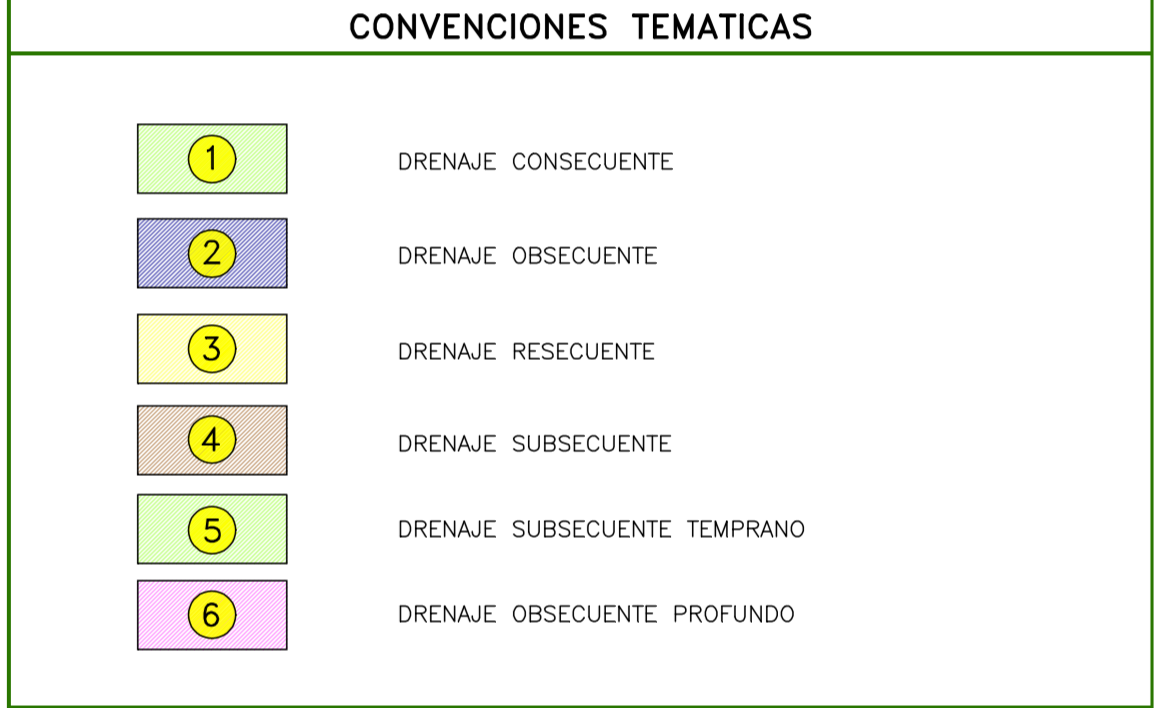 CONVENCIONES TEMATICAS
1 DRENAJE CONSECUENTE
2 DRENAJE OBSECUENTE
3 DRENAJE RESECUENTE
4 DRENAJE SUBSECUENTE
5 DRENAJE SUBSECUENTE TEMPRANO
6 DRENAJE OBSECUENTE PROFUNDO